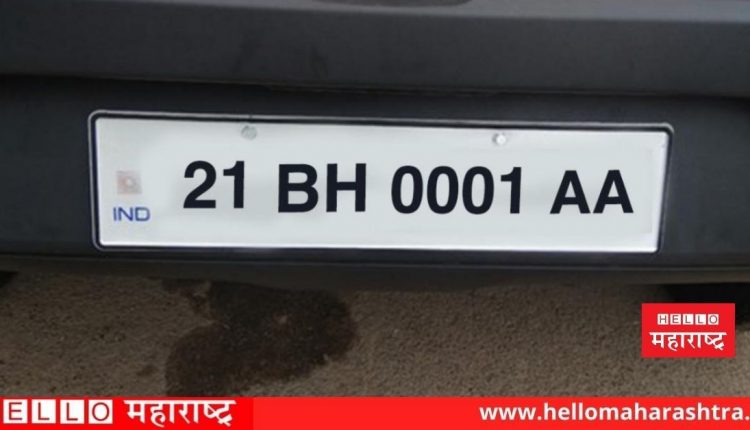 21 BH 0001 AA
IND
HELLO
महाराष्ट्र
ELLO महाराष्ट्र
www.hellomaharashtra.